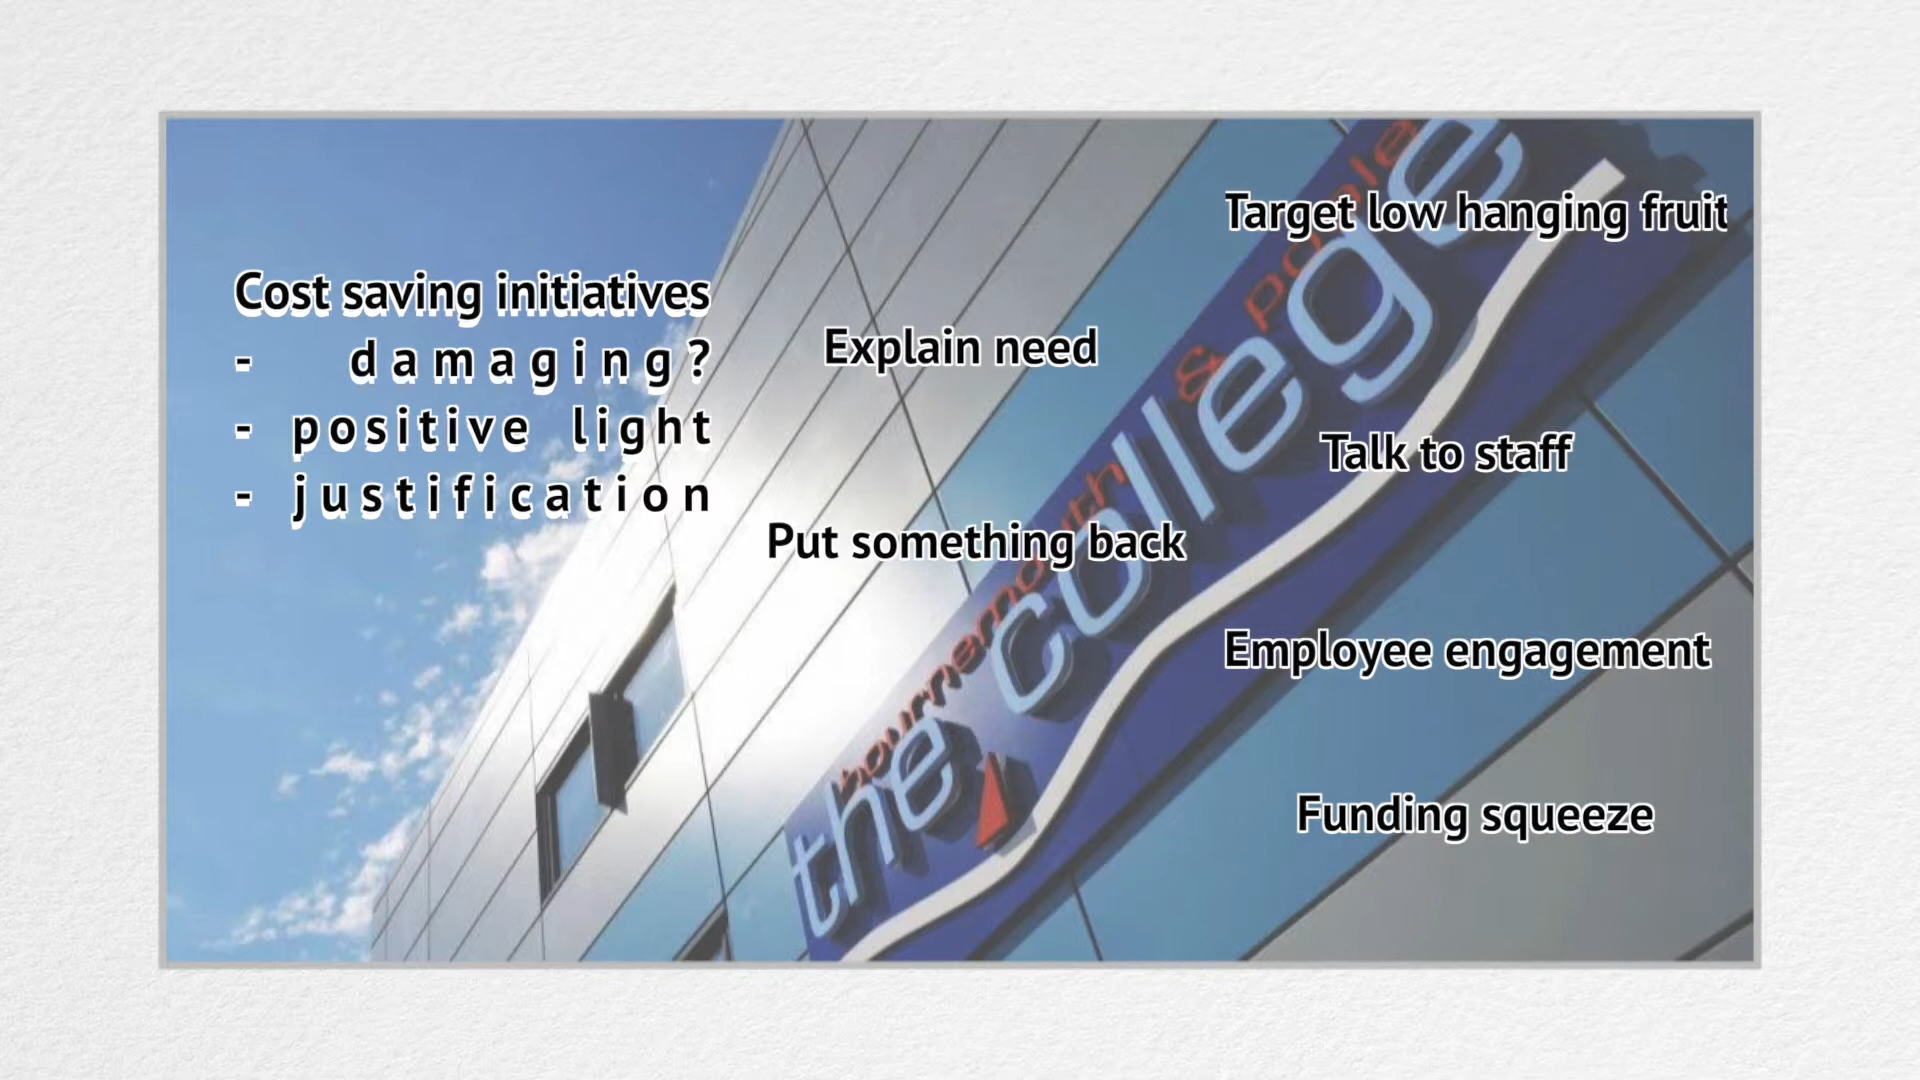 Cost saving initiatives
- damaging?
- positive light
- justification
Explain need
Put something back
Target low hanging fruit
Talk to staff
Employee engagement
Funding squeeze
the college
bournemouth & poole